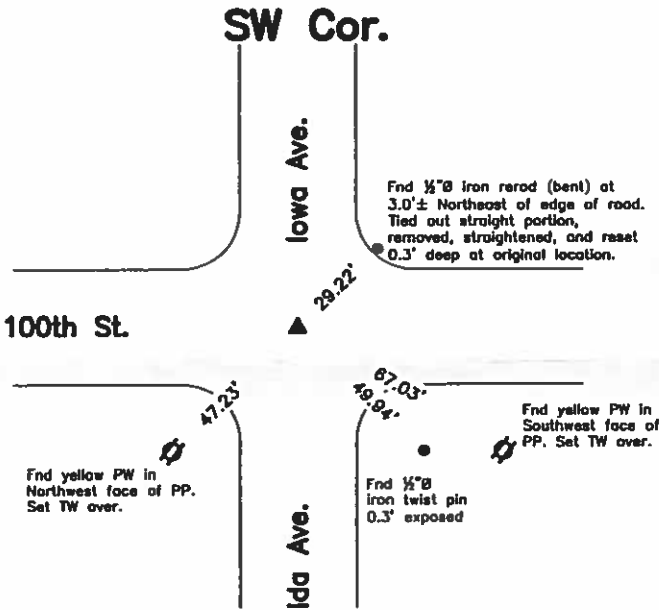 SW Cor.
Iowa Ave.
Fnd ½"Ø iron rerod (bent) at
3.0'± Northeast of edge of road.
Tied out straight portion,
removed, straightened, and reset
0.3' deep at original location.
29.22'
100th St.
47.23'
67.03'
49.94'
Fnd yellow PW in
Southwest face of
PP. Set TW over.
Fnd yellow PW in
Northwest face of PP.
Set TW over.
Fnd ½"Ø
iron twist pin
0.3' exposed
Ida Ave.